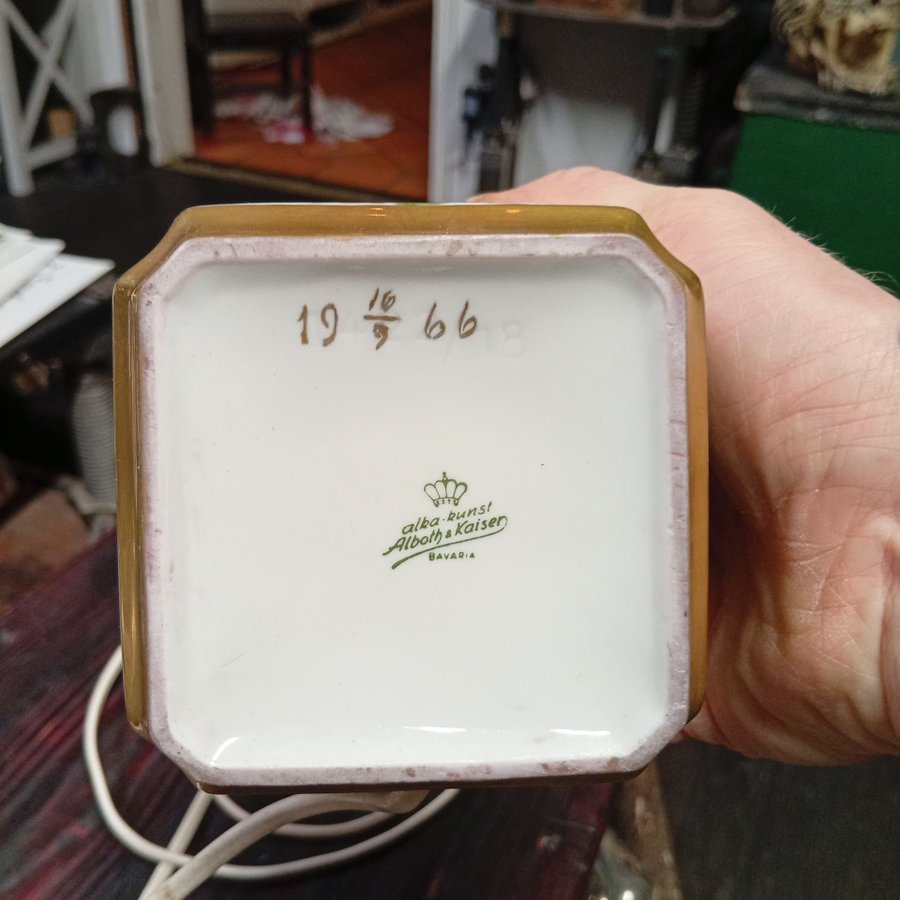 19 16/9 66
alka-kunst
Alboth & Kaiser
BAVARIA